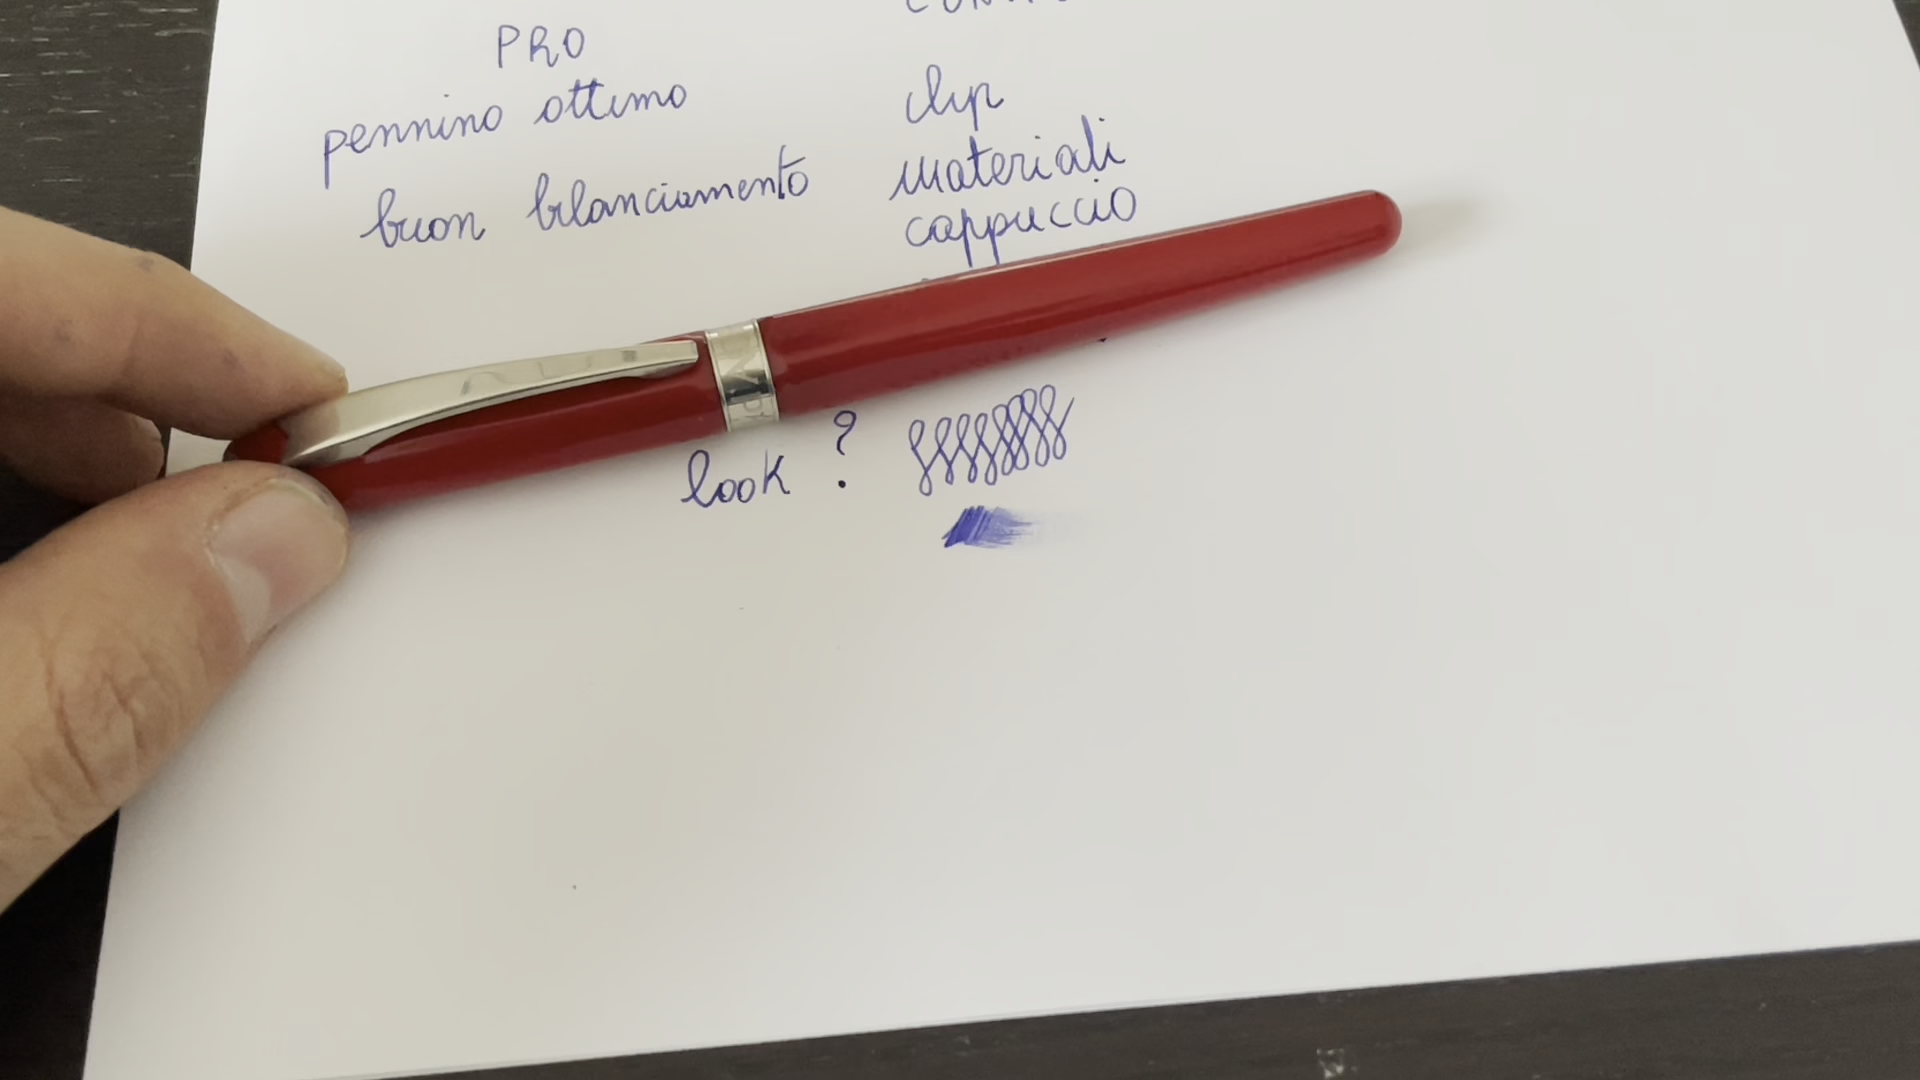 PRO
pennino ottimo
buon bilanciamento
clip
materiali
cappuccio
look ?